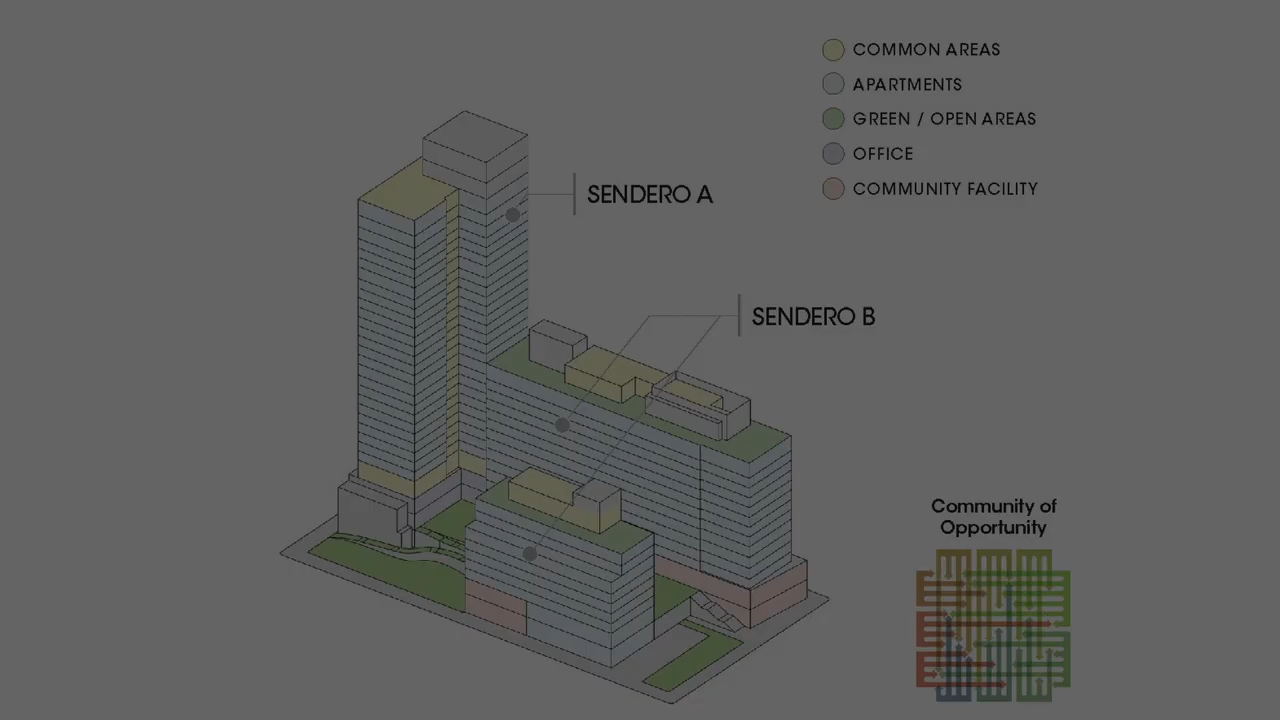 COMMON AREAS
APARTMENTS
GREEN / OPEN AREAS
OFFICE
COMMUNITY FACILITY
SENDERO A
SENDERO B
Community of
Opportunity